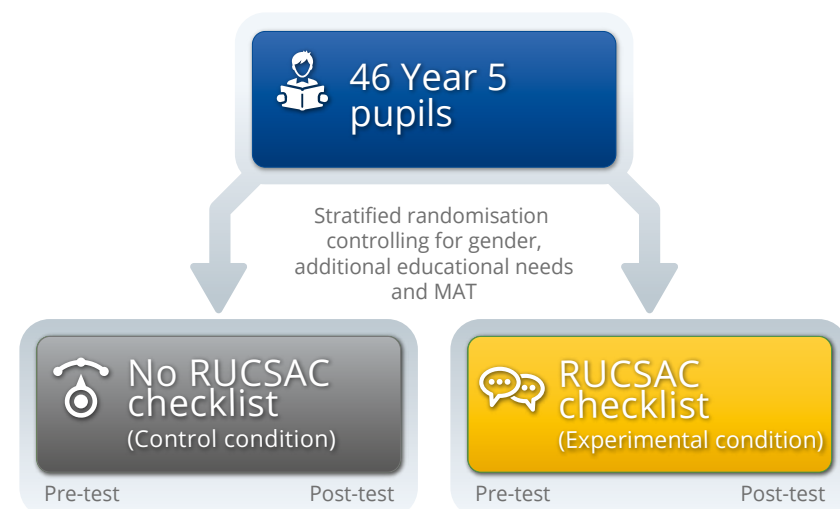 46 Year 5
pupils
Stratified randomisation
controlling for gender,
additional educational needs
and MAT
No RUCSAC
checklist
(Control condition)
Pre-test Post-test
RUCSAC
checklist
(Experimental condition)
Pre-test Post-test